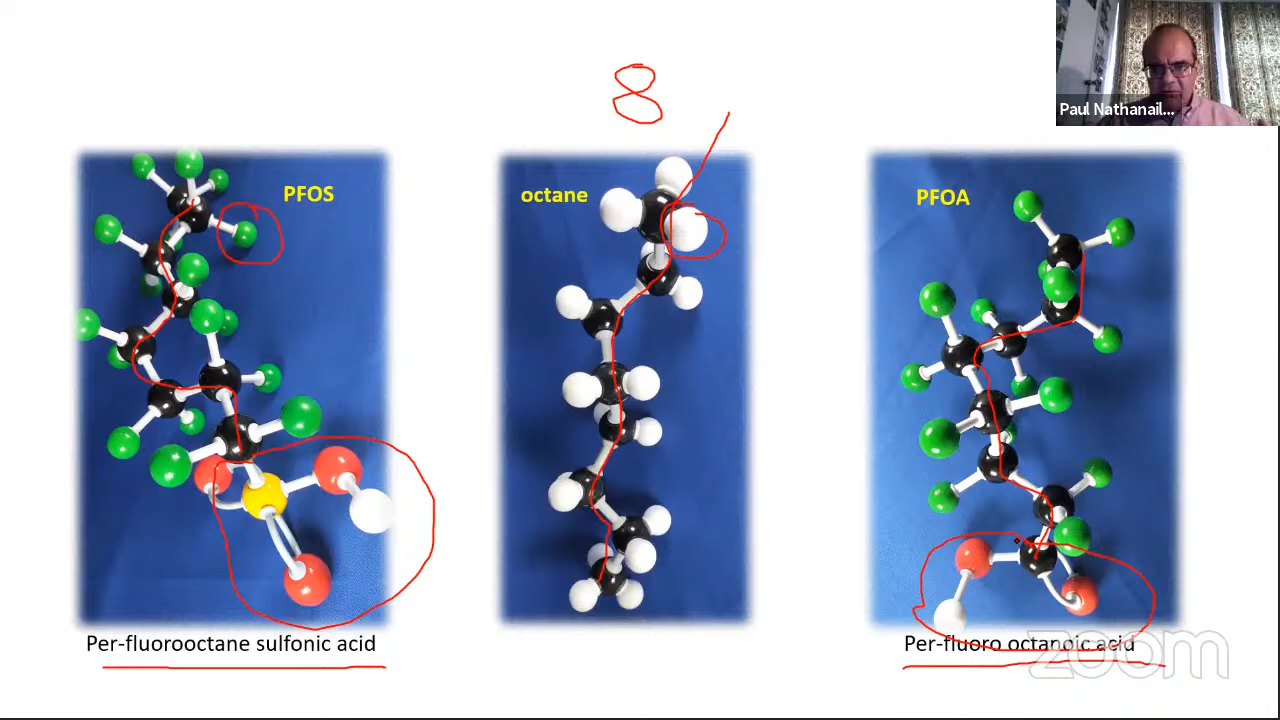 Paul Nathanail...
8
PFOS
octane
PFOA
Per-fluorooctane sulfonic acid
Per-fluoro octanoic acid
zoom